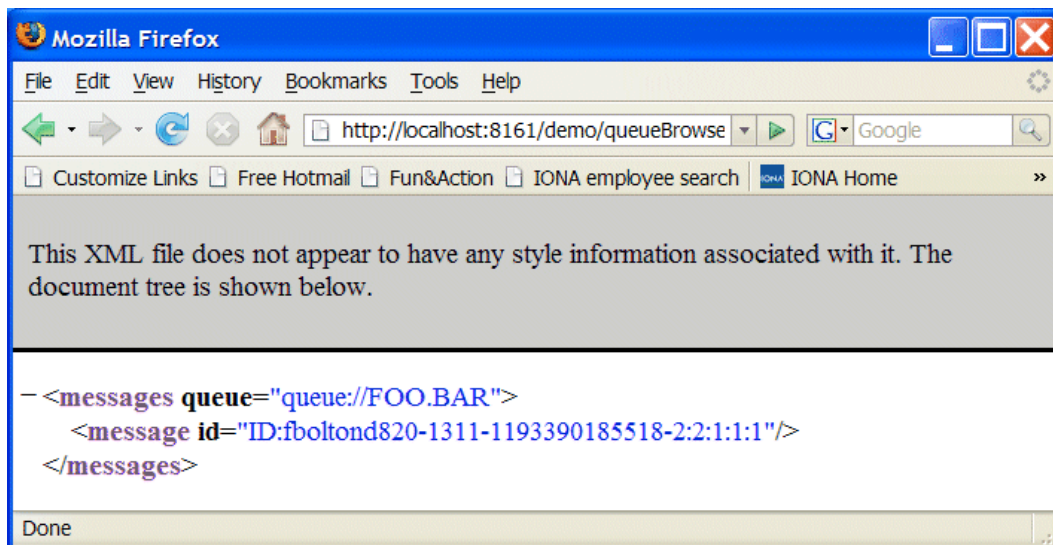 Mozilla Firefox
File Edit View History Bookmarks Tools Help
http://localhost:8161/demo/queueBrowse G Google
Customize Links Free Hotmail Fun&Action IONA employee search IONA IONA Home »
This XML file does not appear to have any style information associated with it. The
document tree is shown below.
− <messages queue="queue://FOO.BAR">
<message id="ID:fboltond820-1311-1193390185518-2:2:1:1:1"/>
</messages>
Done